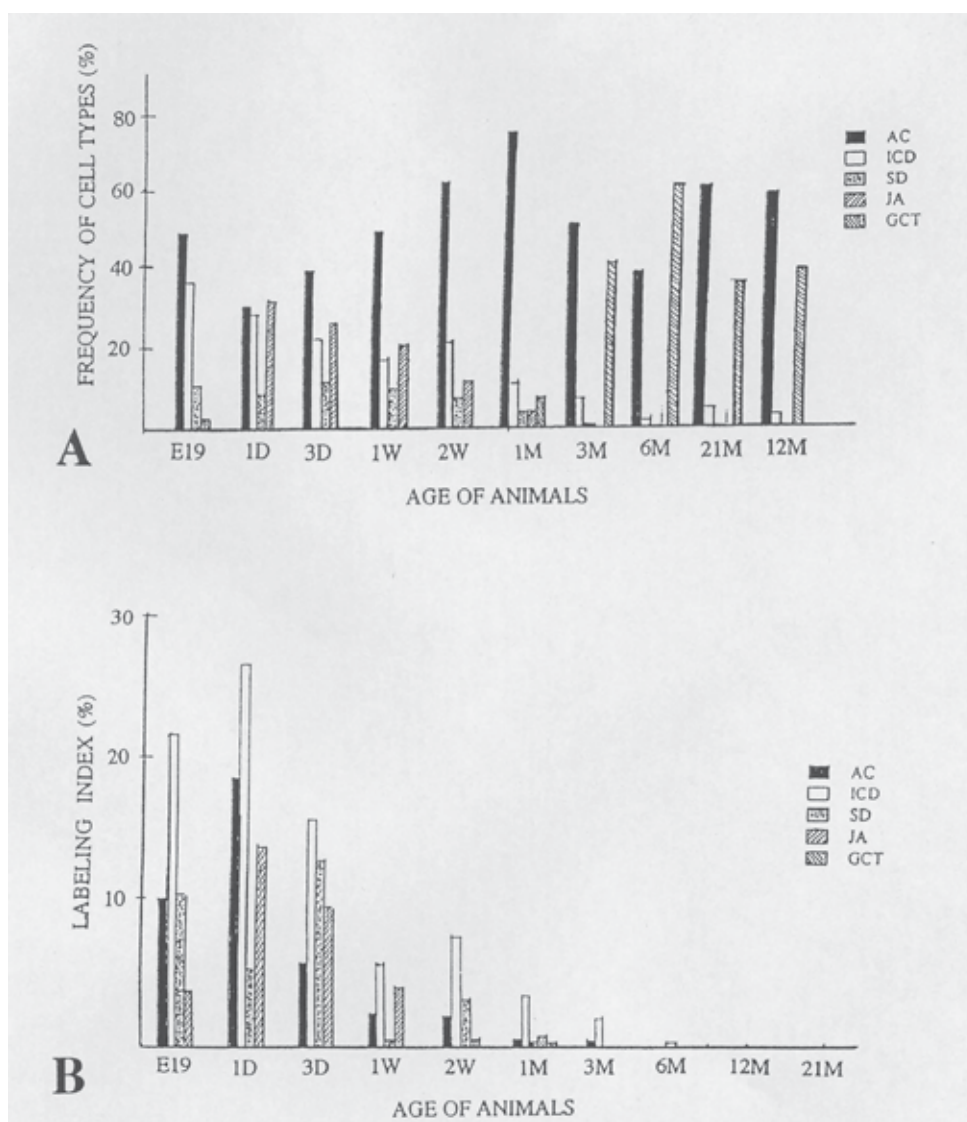 FREQUENCY OF CELL TYPES (%)
80
60
40
20
AC
ICD
SD
JA
GCT
E19 1D 3D 1W 2W 1M 3M 6M 21M 12M
AGE OF ANIMALS
A
LABELING INDEX (%)
30
20
10
AC
ICD
SD
JA
GCT
E19 1D 3D 1W 2W 1M 3M 6M 12M 21M
AGE OF ANIMALS
B